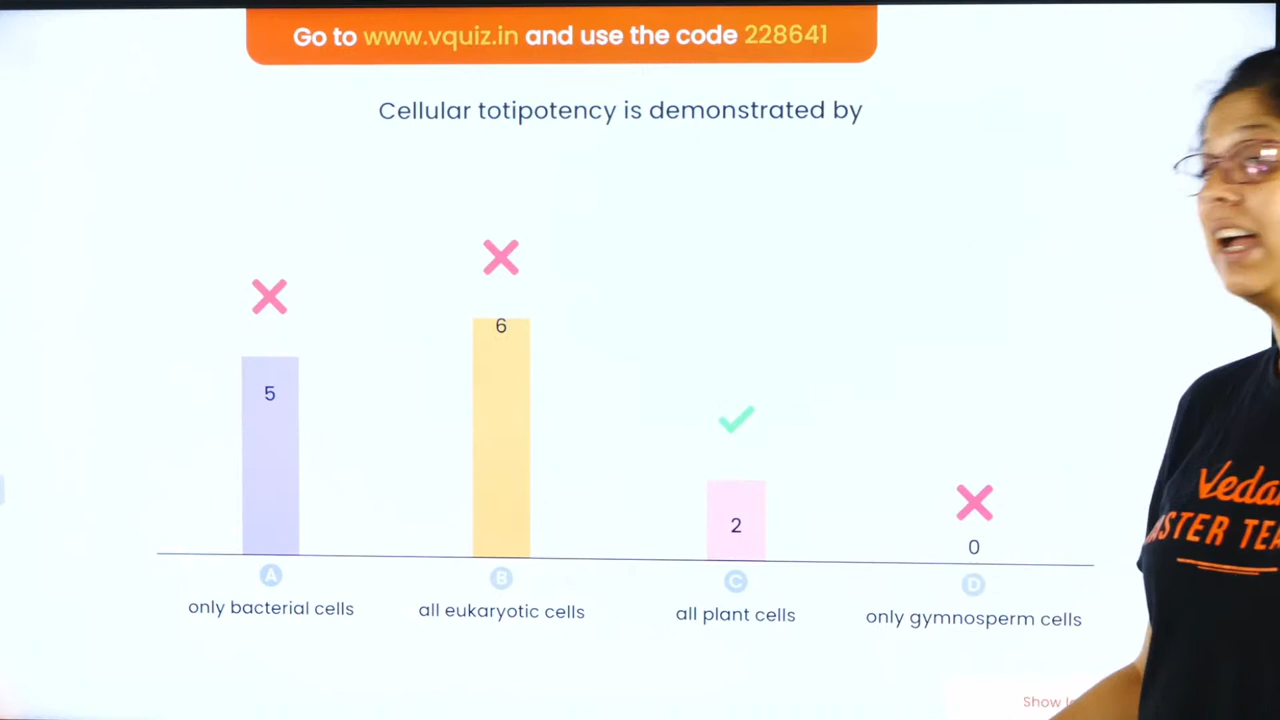 Go to www.vquiz.in and use the code 228641
Cellular totipotency is demonstrated by
5
6
2
0
A
B
C
D
only bacterial cells
all eukaryotic cells
all plant cells
only gymnosperm cells
Show